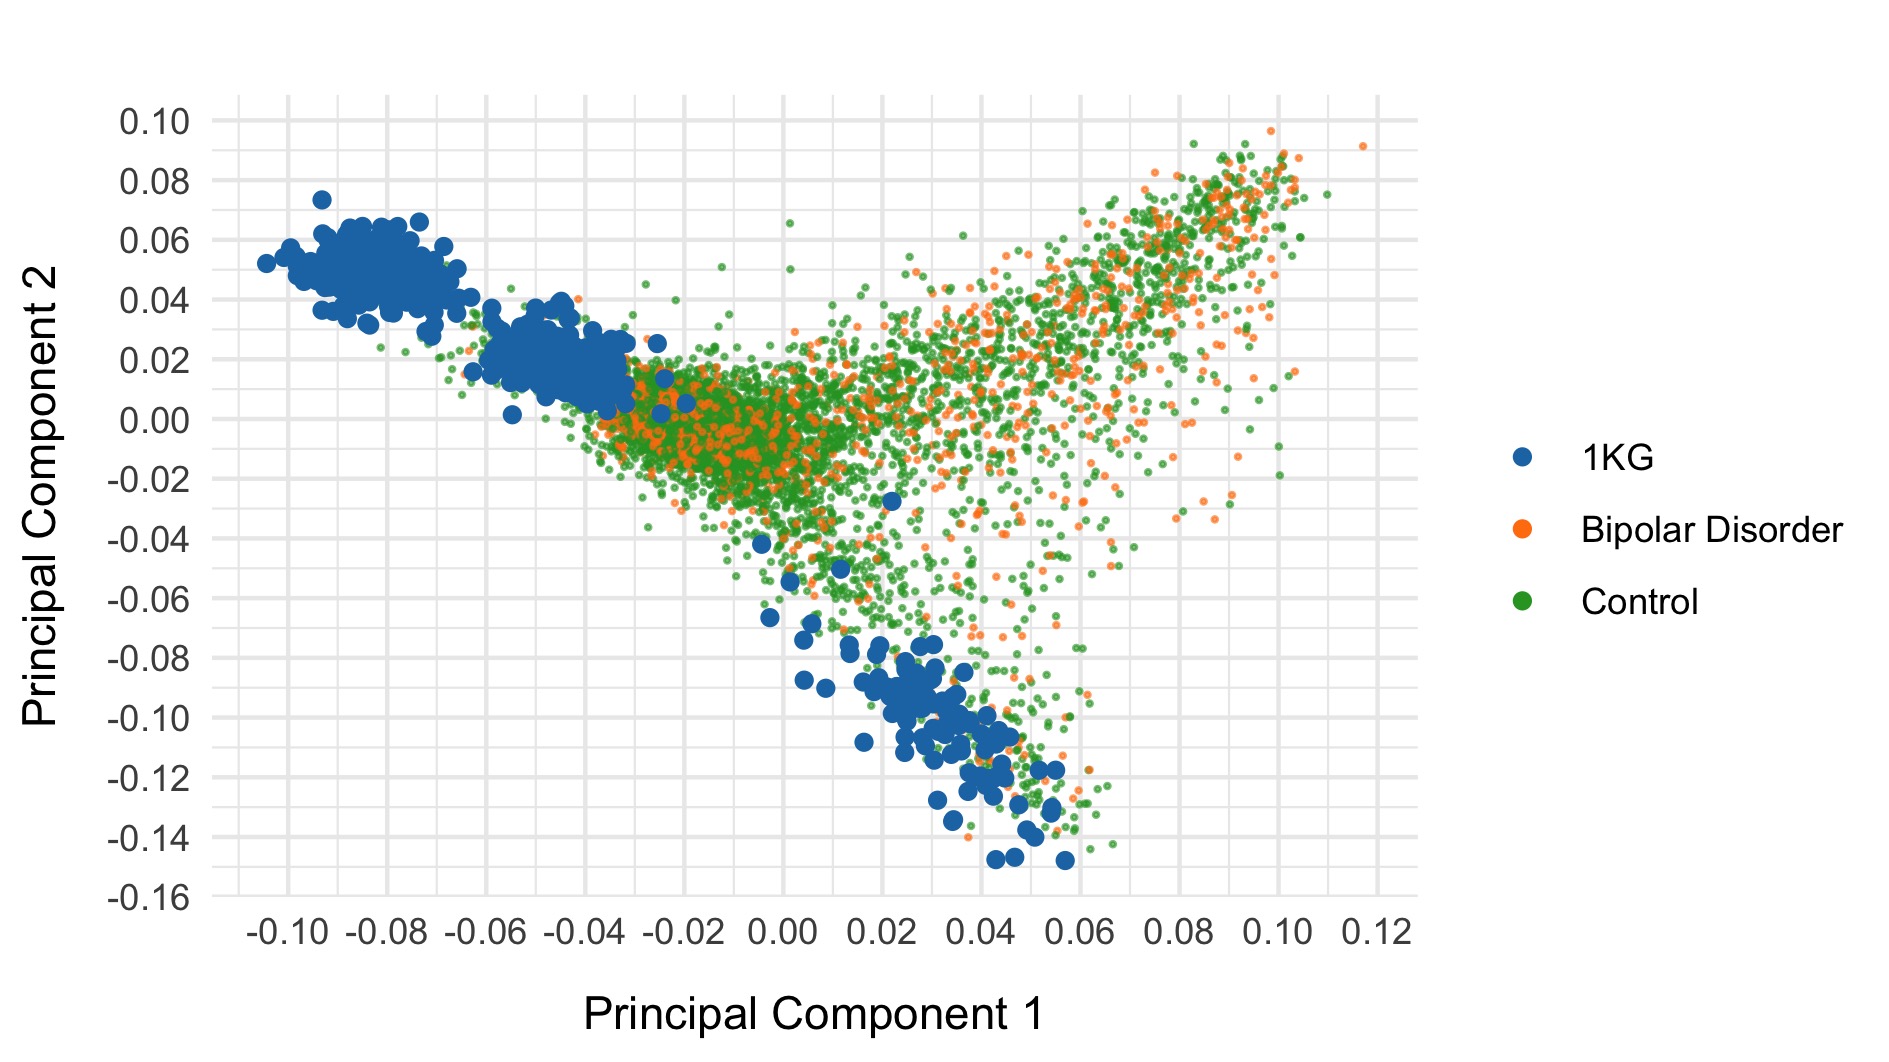 0.10
0.08
0.06
0.04
0.02
0.00
-0.02
-0.04
-0.06
-0.08
-0.10
-0.12
-0.14
-0.16
Principal Component 2
-0.10 -0.08 -0.06 -0.04 -0.02 0.00 0.02 0.04 0.06 0.08 0.10 0.12
Principal Component 1
1KG
Bipolar Disorder
Control